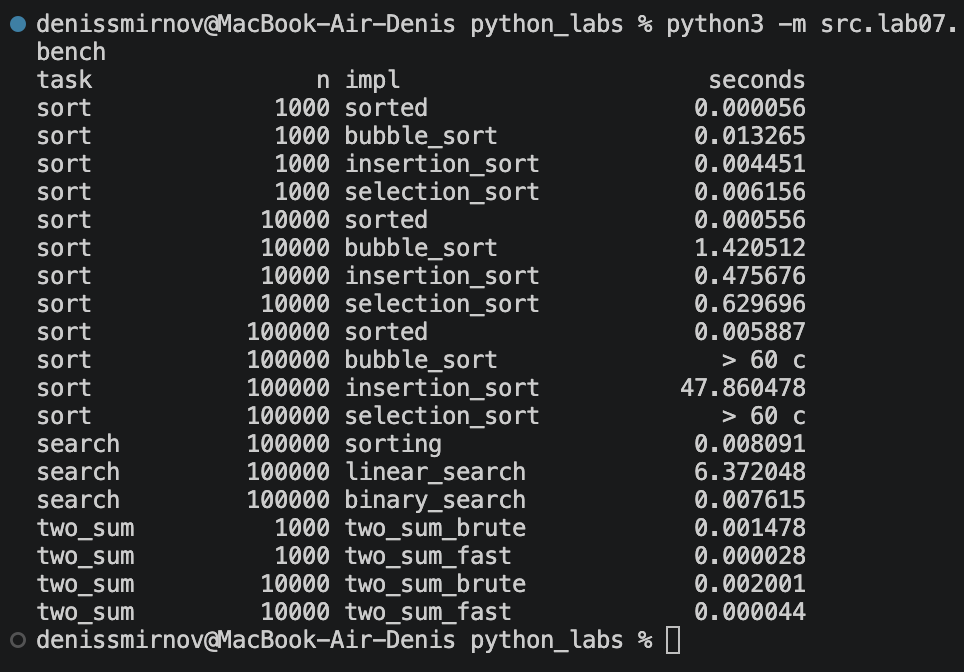 denissmirnov@MacBook-Air-Denis python_labs % python3 -m src.lab07.
bench
task n impl seconds
sort 1000 sorted 0.000056
sort 1000 bubble_sort 0.013265
sort 1000 insertion_sort 0.004451
sort 1000 selection_sort 0.006156
sort 10000 sorted 0.000556
sort 10000 bubble_sort 1.420512
sort 10000 insertion_sort 0.475676
sort 10000 selection_sort 0.629696
sort 100000 sorted 0.005887
sort 100000 bubble_sort > 60 c
sort 100000 insertion_sort 47.860478
sort 100000 selection_sort > 60 c
search 100000 sorting 0.008091
search 100000 linear_search 6.372048
search 100000 binary_search 0.007615
two_sum 1000 two_sum_brute 0.001478
two_sum 1000 two_sum_fast 0.000028
two_sum 10000 two_sum_brute 0.002001
two_sum 10000 two_sum_fast 0.000044
denissmirnov@MacBook-Air-Denis python_labs %